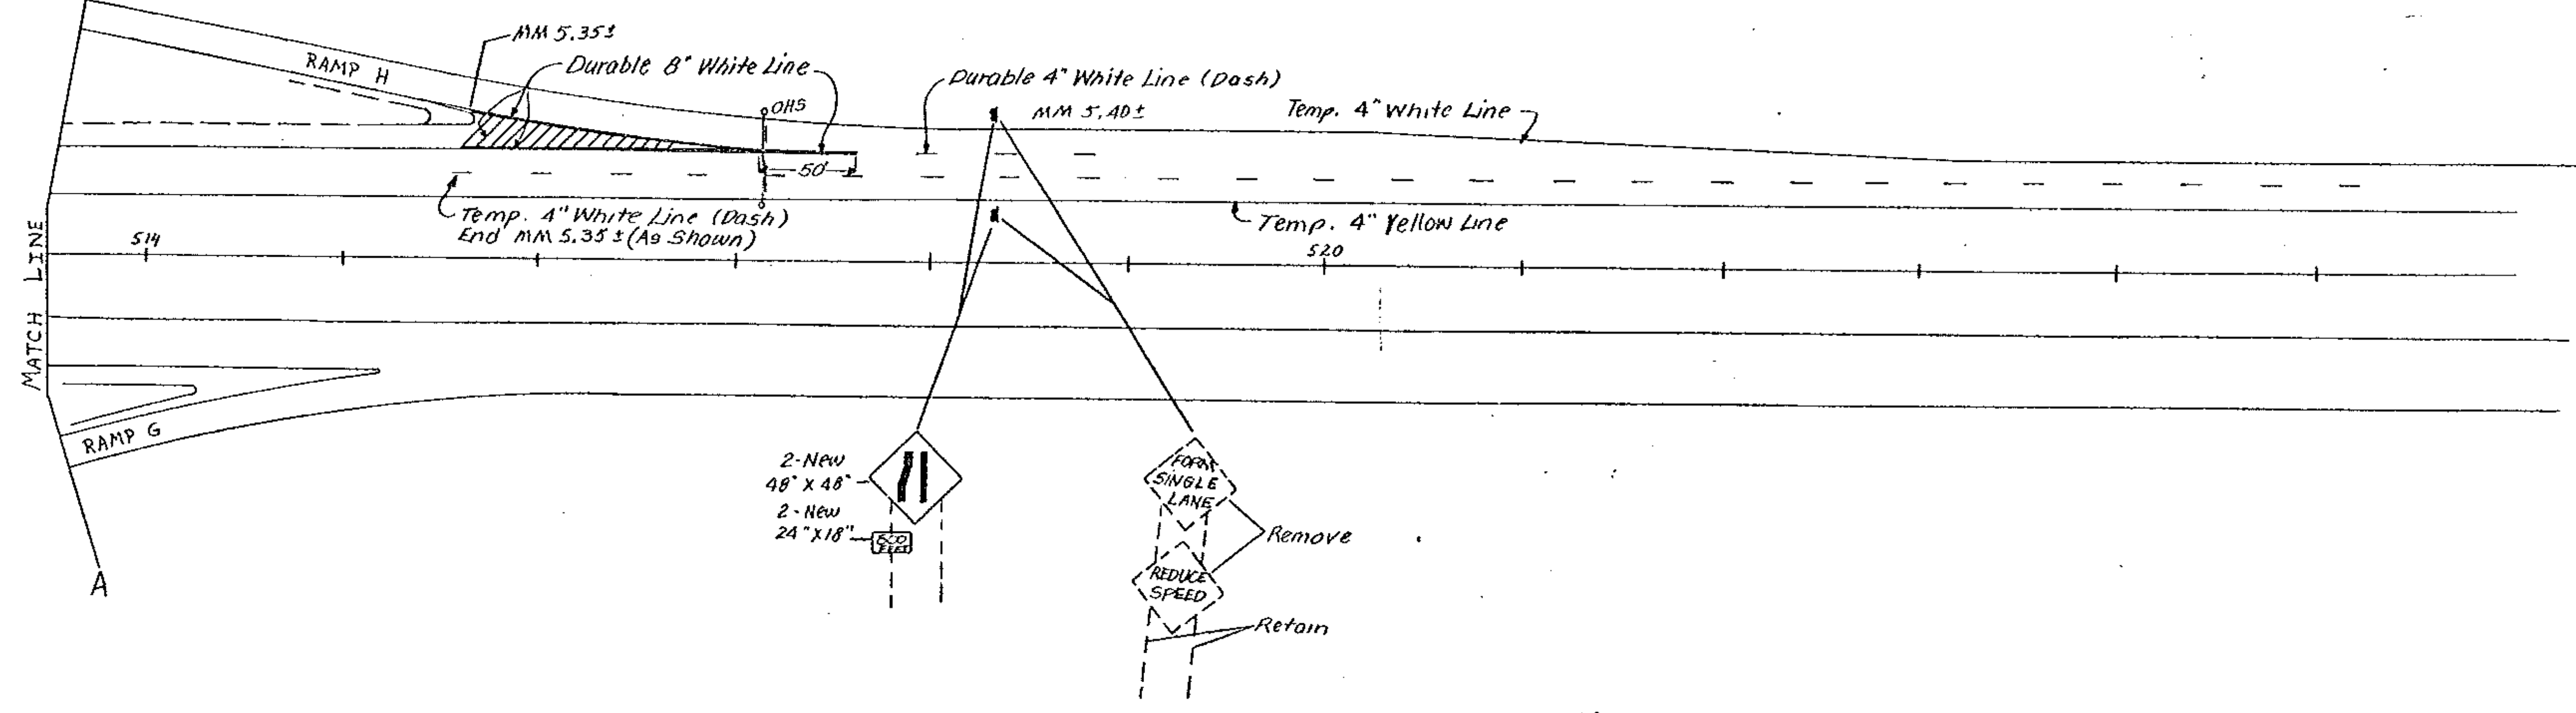 MM 5.35±
RAMP H
Durable 8" White Line
OHS
Durable 4" White Line (Dash)
MM 5.40±
Temp. 4" White Line
50'
Temp. 4" White Line (Dash)
End MM 5.35± (As Shown)
Temp. 4" Yellow Line
MATCH LINE
514
520
RAMP G
A
2-New
48" X 48"
2-New
24" X 18"
FEET
FORM
SINGLE
LANE
Remove
REDUCE
SPEED
Retain